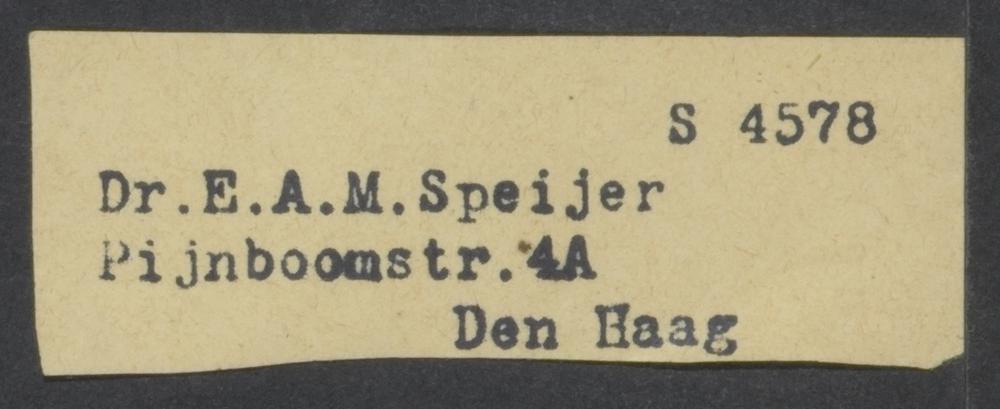 S 4578
Dr.E.A.M.Speijer
Pijnboomstr.4A
Den Haag